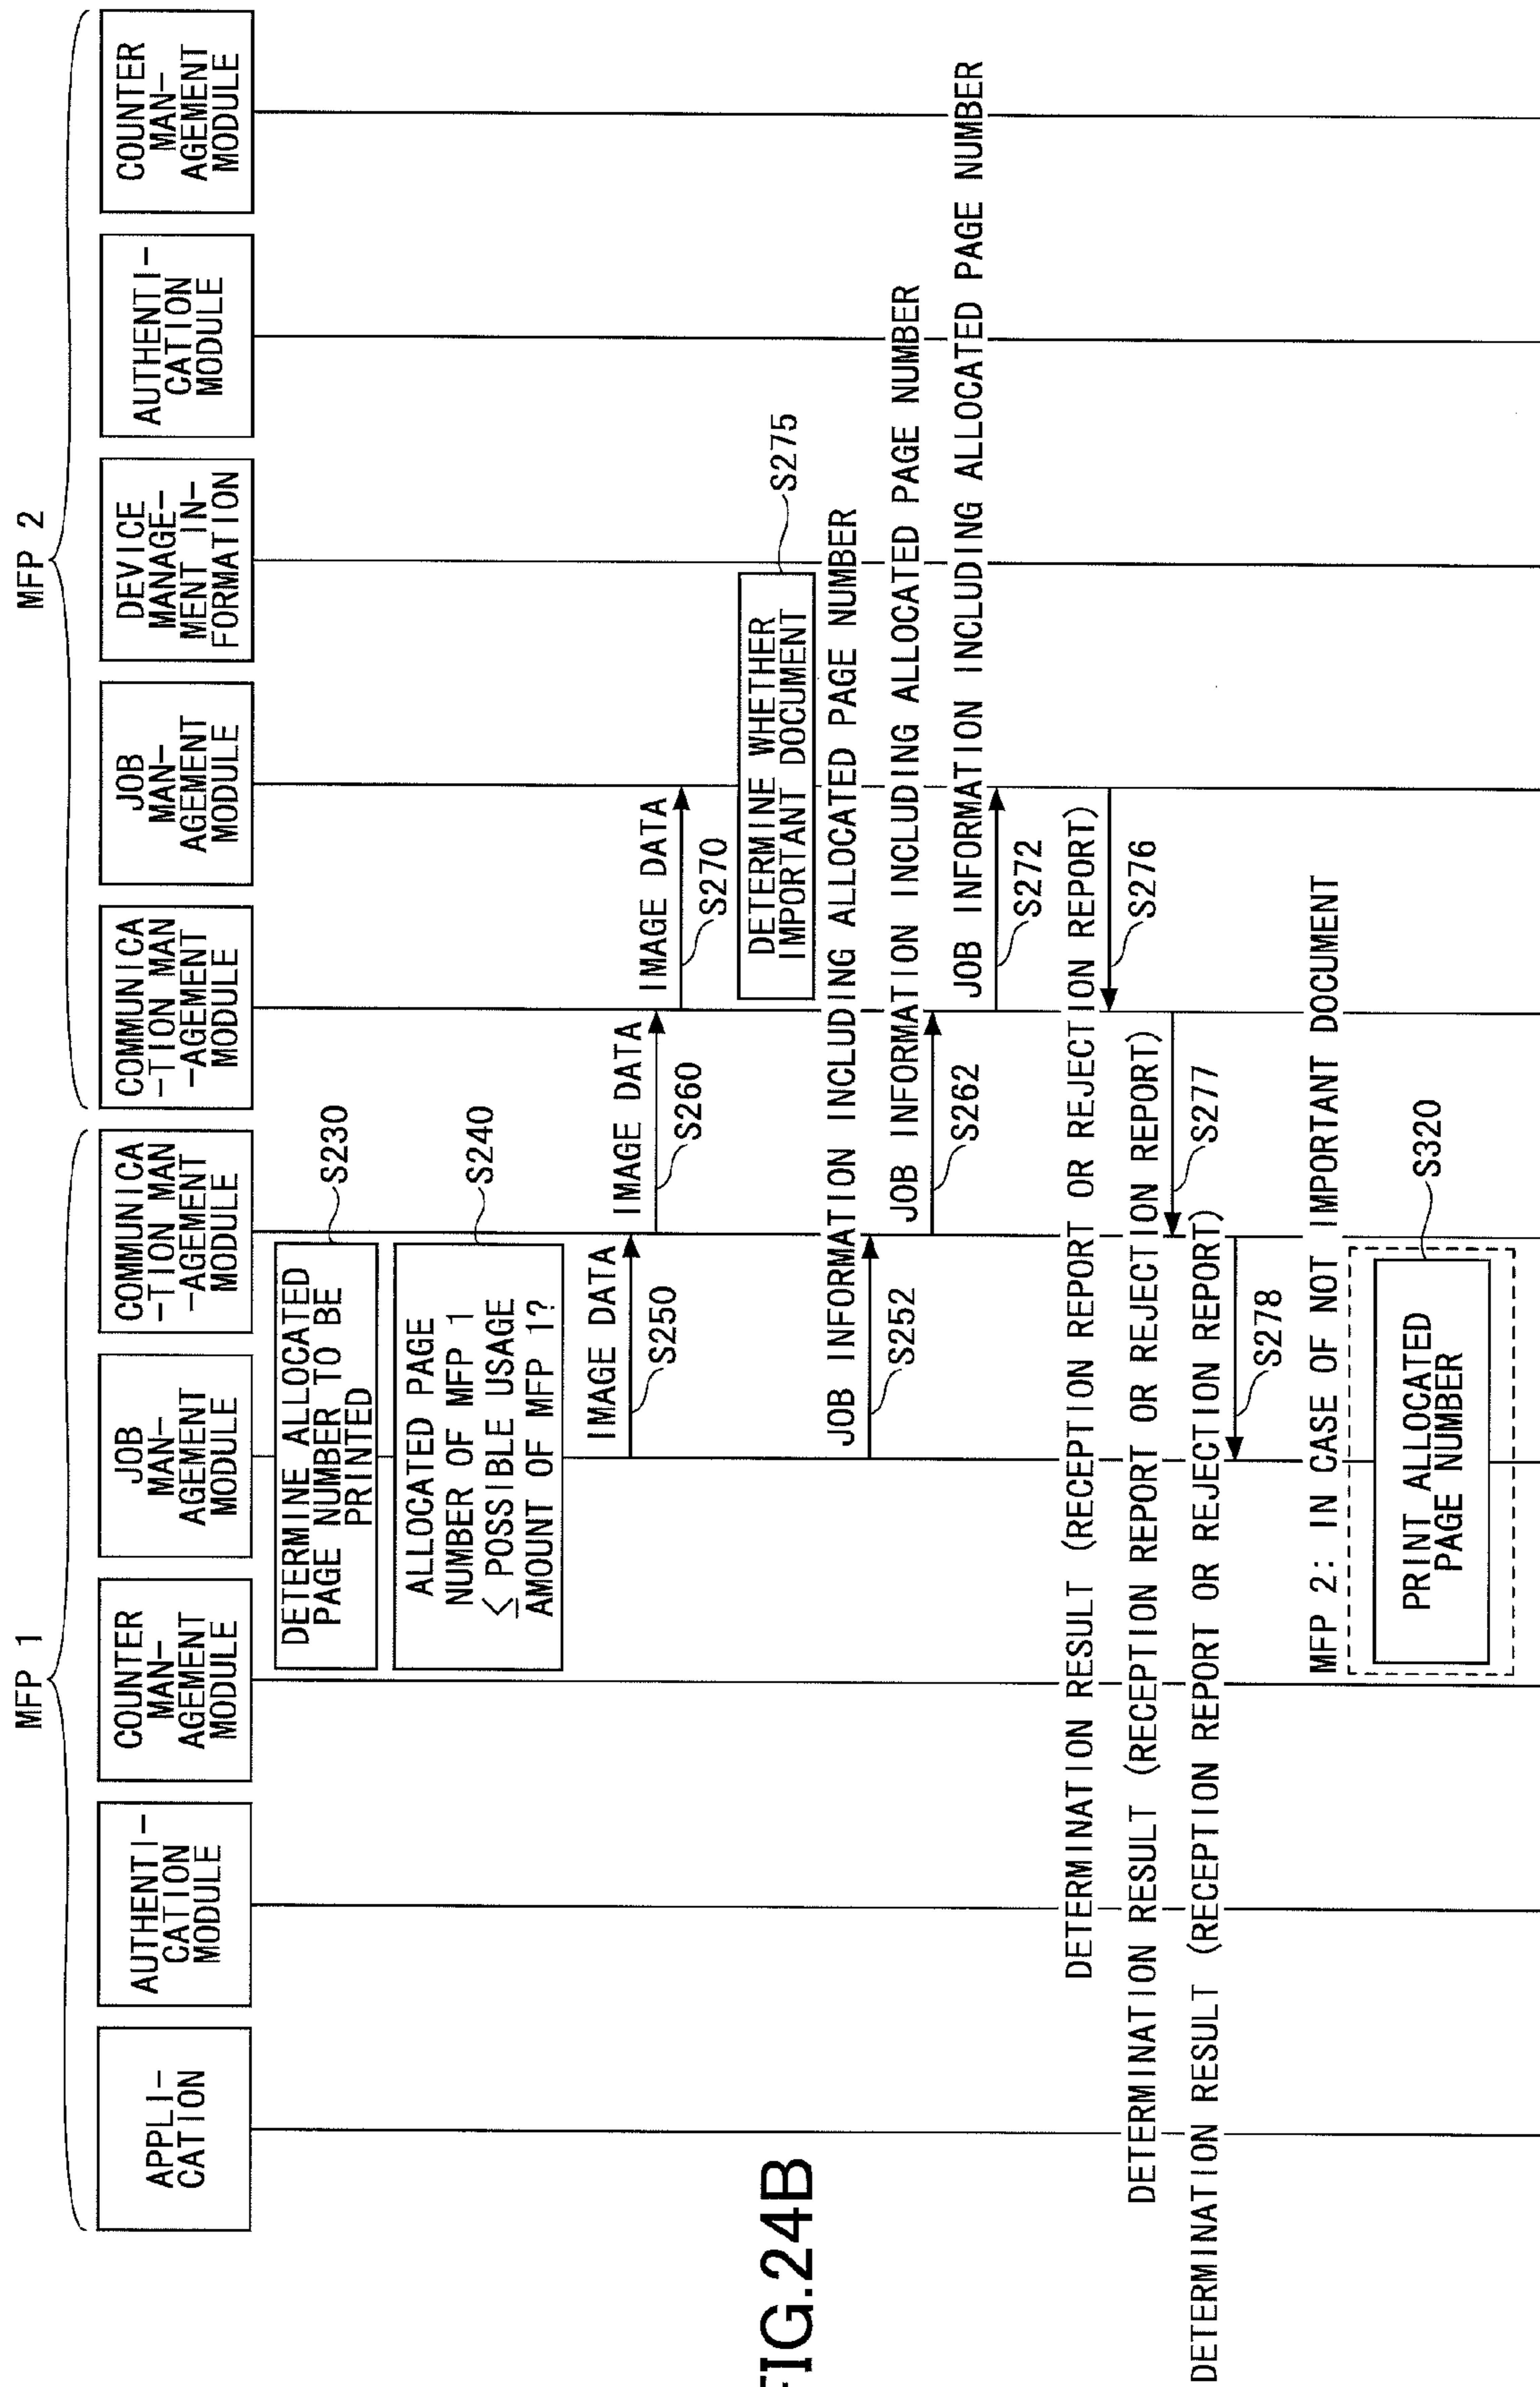 FIG.24B
MFP 1
MFP 2
APPLI-
CATION
AUTHENTI-
CATION
MODULE
COUNTER
MAN-
AGEMENT
MODULE
JOB
MAN-
AGEMENT
MODULE
COMMUNICA
-TION MAN
-AGEMENT
MODULE
COMMUNICA
-TION MAN
-AGEMENT
MODULE
JOB
MAN-
AGEMENT
MODULE
DEVICE
MANAGE-
MENT IN-
FORMATION
AUTHENTI-
CATION
MODULE
COUNTER
MAN-
AGEMENT
MODULE
DETERMINE ALLOCATED
PAGE NUMBER TO BE
PRINTED
S230
ALLOCATED PAGE
NUMBER OF MFP 1
≤ POSSIBLE USAGE
AMOUNT OF MFP 1?
S240
IMAGE DATA
S250
IMAGE DATA
S260
IMAGE DATA
S270
DETERMINE WHETHER
IMPORTANT DOCUMENT
S275
JOB INFORMATION INCLUDING ALLOCATED PAGE NUMBER
S252
JOB INFORMATION INCLUDING ALLOCATED PAGE NUMBER
S262
JOB INFORMATION INCLUDING ALLOCATED PAGE NUMBER
S272
DETERMINATION RESULT (RECEPTION REPORT OR REJECTION REPORT)
S276
DETERMINATION RESULT (RECEPTION REPORT OR REJECTION REPORT)
S277
DETERMINATION RESULT (RECEPTION REPORT OR REJECTION REPORT)
S278
MFP 2: IN CASE OF NOT IMPORTANT DOCUMENT
PRINT ALLOCATED
PAGE NUMBER
S320